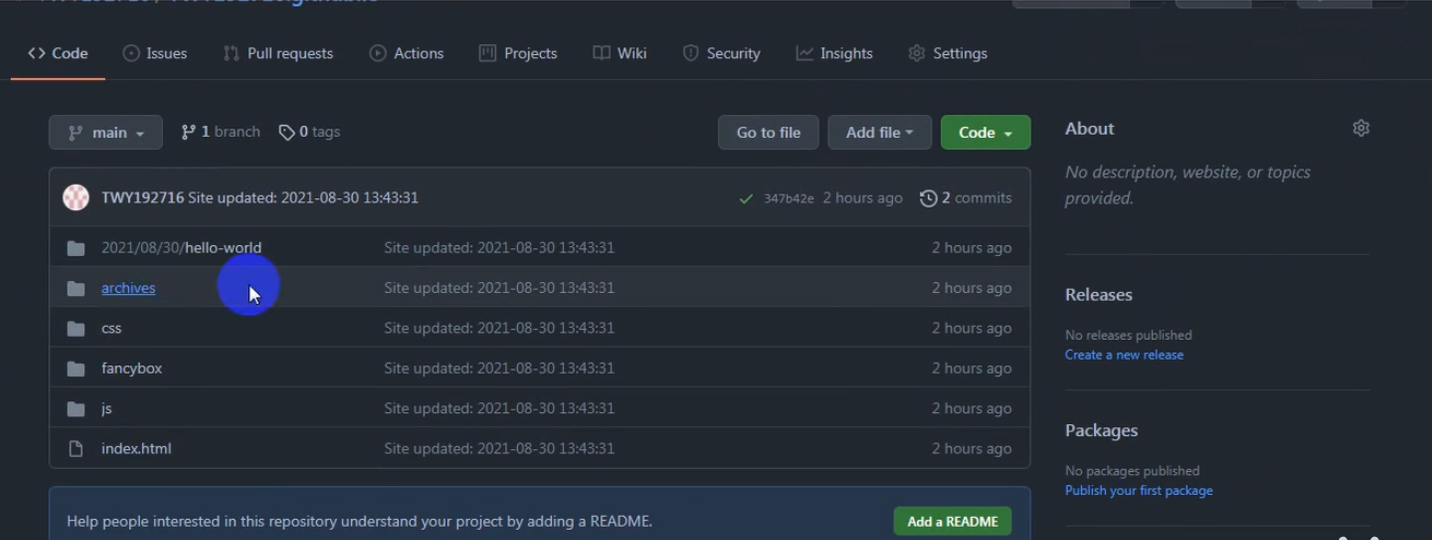 Code Issues Pull requests Actions Projects Wiki Security Insights Settings
main 1 branch 0 tags Go to file Add file Code
TWY192716 Site updated: 2021-08-30 13:43:31 347b42e 2 hours ago 2 commits
2021/08/30/hello-world Site updated: 2021-08-30 13:43:31 2 hours ago
archives Site updated: 2021-08-30 13:43:31 2 hours ago
css Site updated: 2021-08-30 13:43:31 2 hours ago
fancybox Site updated: 2021-08-30 13:43:31 2 hours ago
js Site updated: 2021-08-30 13:43:31 2 hours ago
index.html Site updated: 2021-08-30 13:43:31 2 hours ago
Help people interested in this repository understand your project by adding a README. Add a README
About
No description, website, or topics
provided.
Releases
No releases published
Create a new release
Packages
No packages published
Publish your first package